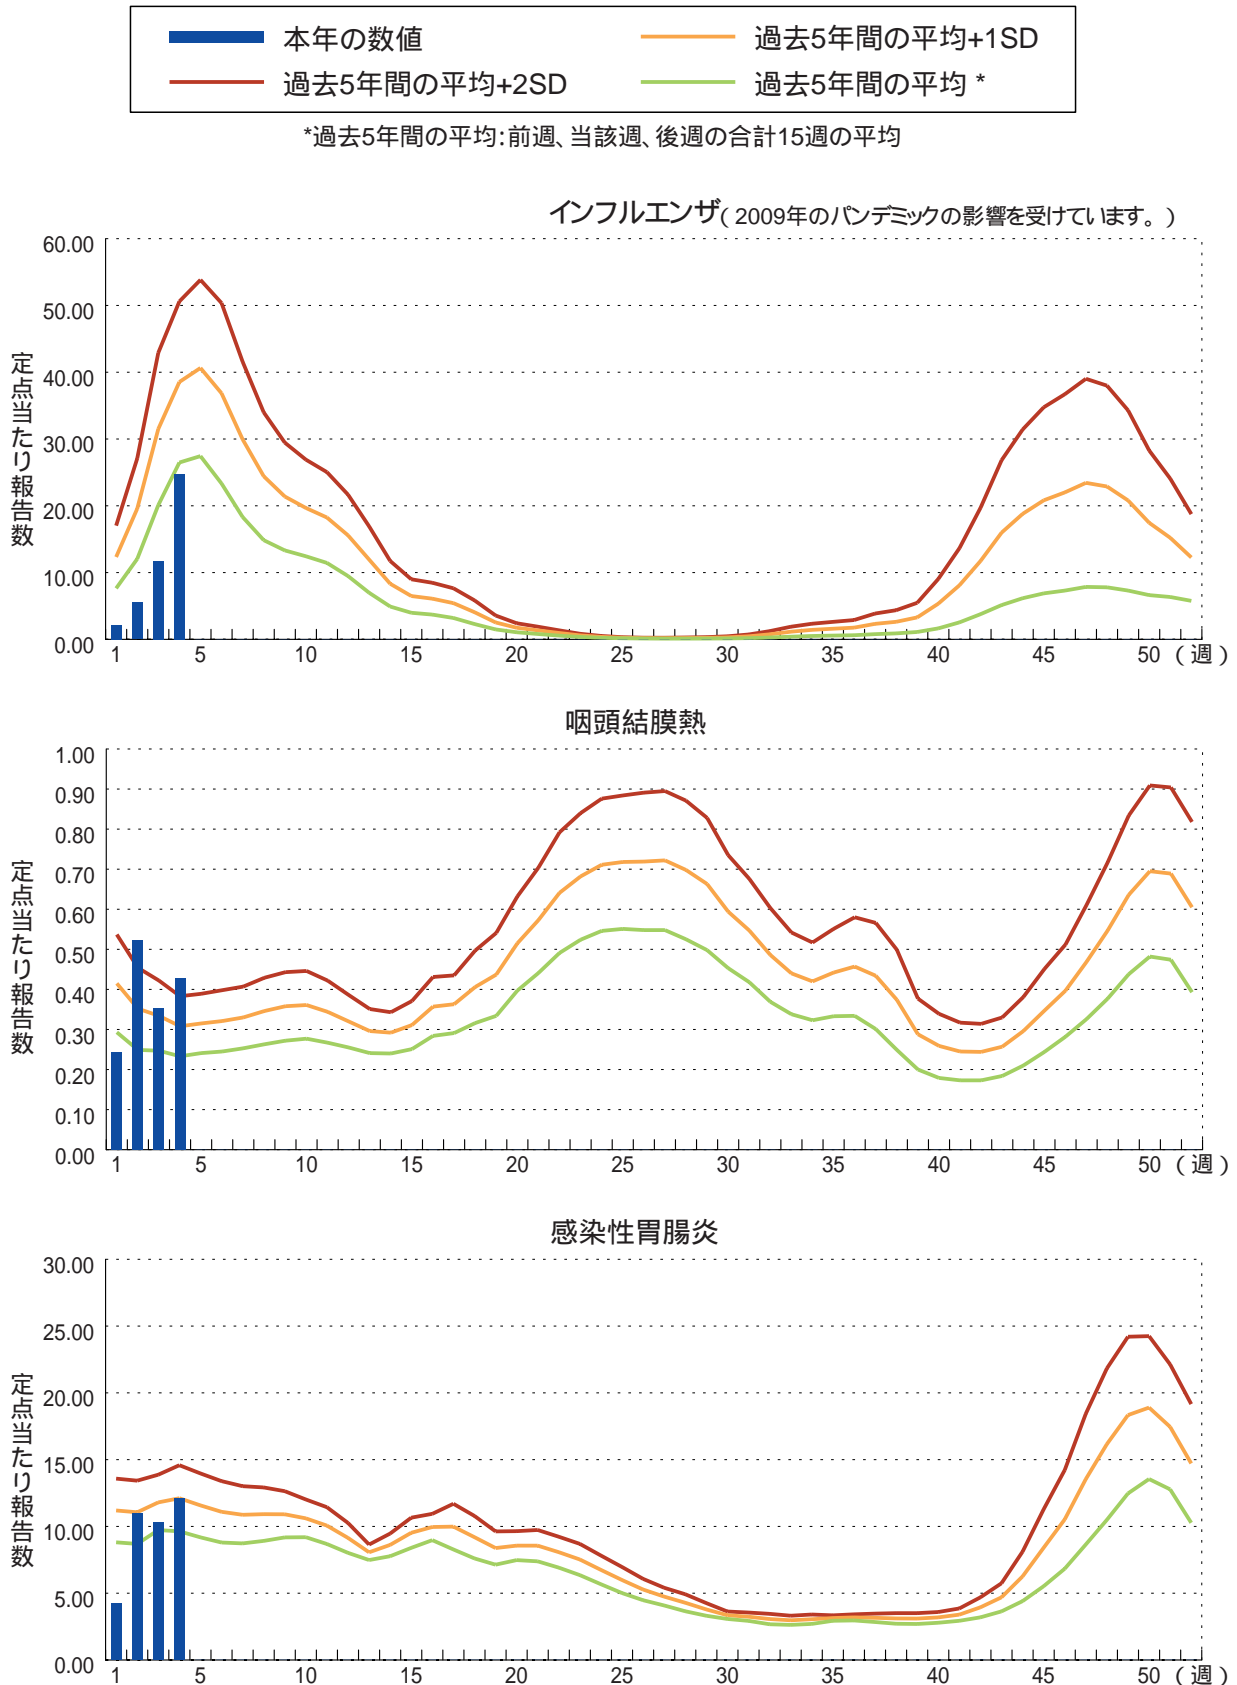 本年の数値 過去5年間の平均+1SD
過去5年間の平均+2SD 過去5年間の平均 *
*過去5年間の平均:前週、当該週、後週の合計15週の平均
インフルエンザ(2009年のパンデミックの影響を受けています。)
60.00
50.00
40.00
30.00
20.00
10.00
0.00
定点当たり報告数
1 5 10 15 20 25 30 35 40 45 50 (週)
咽頭結膜熱
1.00
0.90
0.80
0.70
0.60
0.50
0.40
0.30
0.20
0.10
0.00
定点当たり報告数
1 5 10 15 20 25 30 35 40 45 50 (週)
感染性胃腸炎
30.00
25.00
20.00
15.00
10.00
5.00
0.00
定点当たり報告数
1 5 10 15 20 25 30 35 40 45 50 (週)